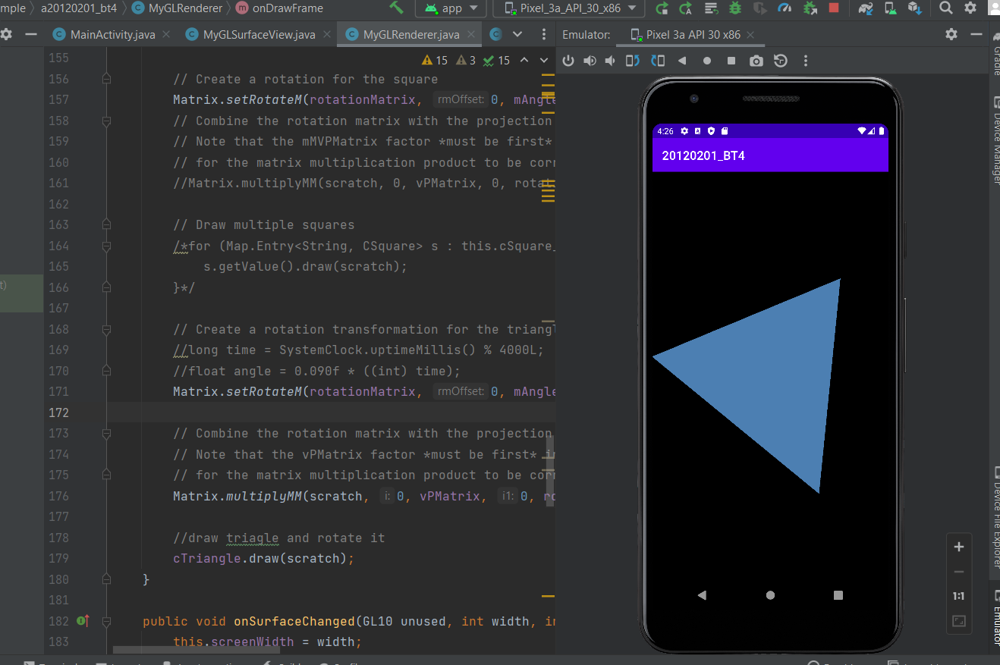 mple a20120201_bt4 MyGLRenderer m onDrawFrame app Pixel_3a_API_30_x86
MainActivity.java MyGLSurfaceView.java MyGLRenderer.java
Emulator: Pixel 3a API 30 x86
15 3 15
155
156 // Create a rotation for the square
157 Matrix.setRotateM(rotationMatrix, rmOffset: 0, mAngle
158 // Combine the rotation matrix with the projection
159 // Note that the mMVPMatrix factor *must be first*
160 // for the matrix multiplication product to be corr
161 //Matrix.multiplyMM(scratch, 0, vPMatrix, 0, rotat
162
163 // Draw multiple squares
164 /*for (Map.Entry<String, CSquare> s : this.cSquare_
165 s.getValue().draw(scratch);
166 }*/
167
168 // Create a rotation transformation for the triangl
169 //long time = SystemClock.uptimeMillis() % 4000L;
170 //float angle = 0.090f * ((int) time);
171 Matrix.setRotateM(rotationMatrix, rmOffset: 0, mAngle
172
173 // Combine the rotation matrix with the projection
174 // Note that the vPMatrix factor *must be first* in
175 // for the matrix multiplication product to be corr
176 Matrix.multiplyMM(scratch, i: 0, vPMatrix, i1: 0, ro
177
178 //draw triagle and rotate it
179 cTriangle.draw(scratch);
180 }
181
182 public void onSurfaceChanged(GL10 unused, int width, in
183 this.screenWidth = width;
t)
4:26
20120201_BT4
1:1
Gradle
Device Manager
Device File Explorer
Emulator